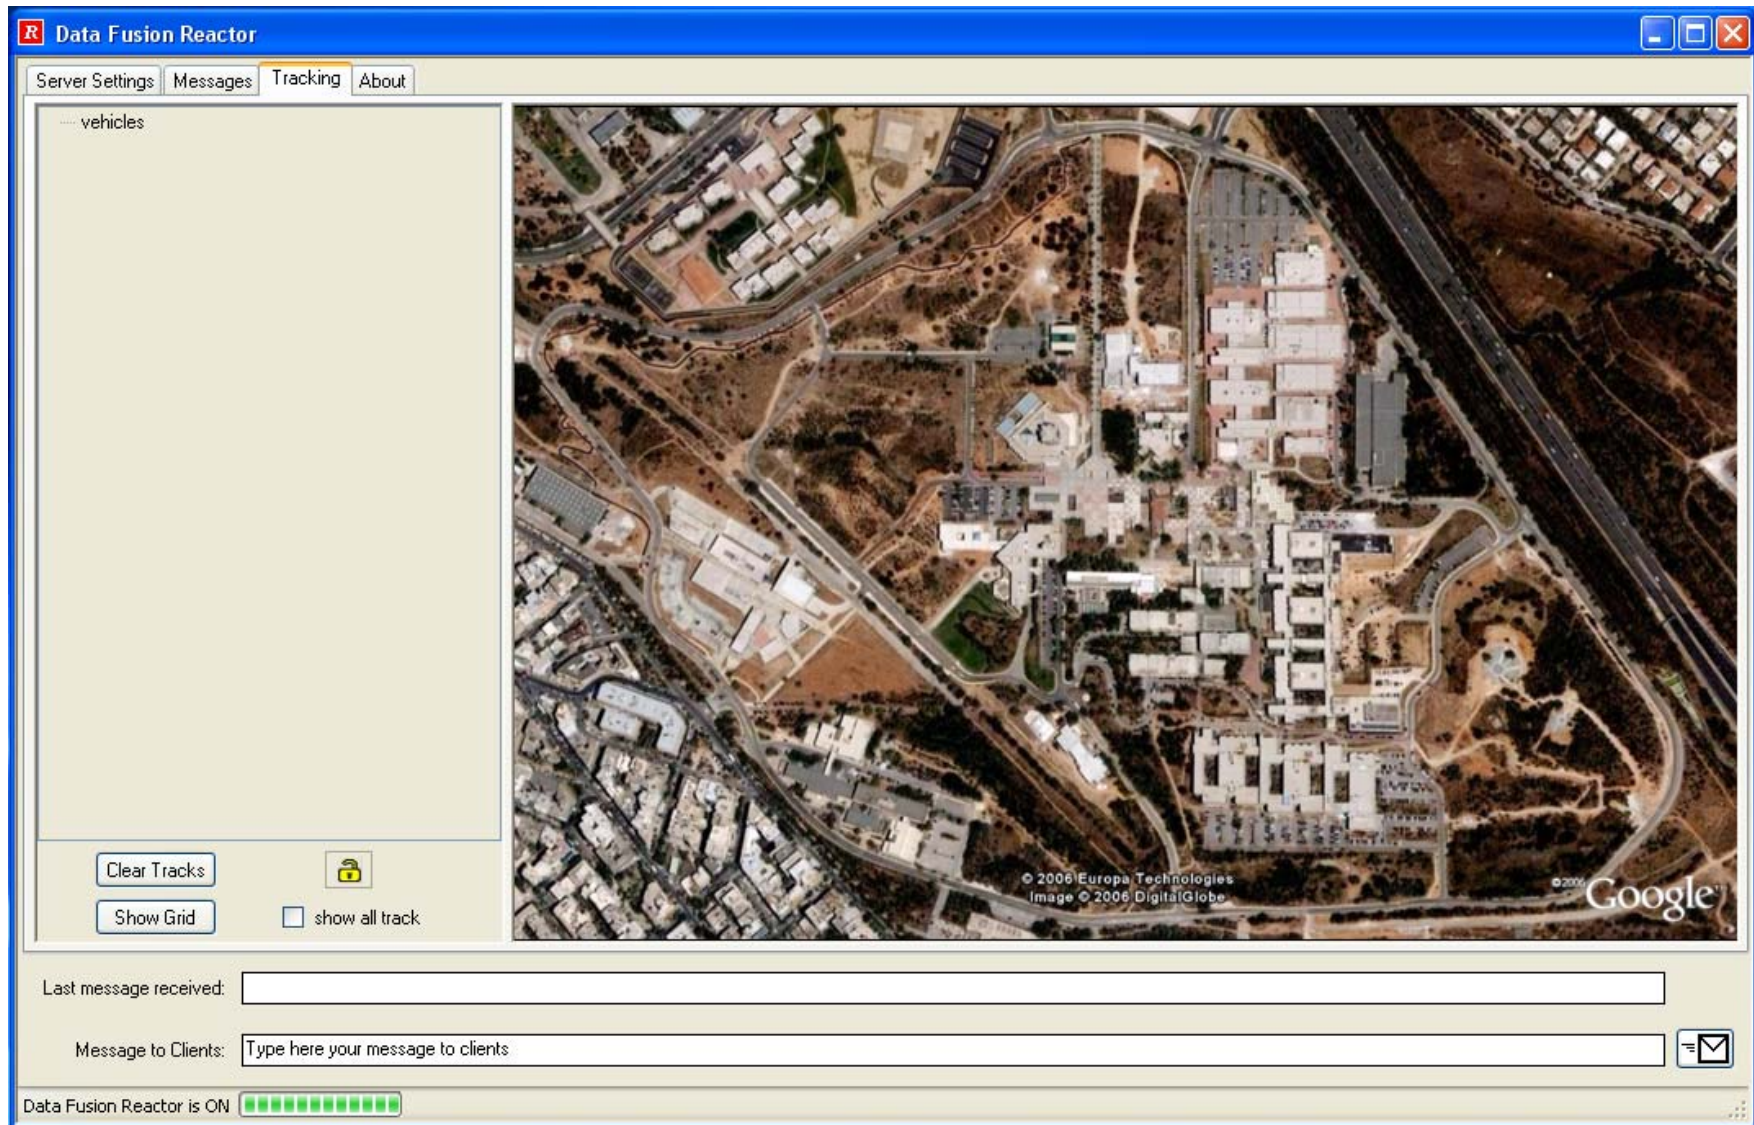 R Data Fusion Reactor
Server Settings Messages Tracking About
vehicles
Clear Tracks
Show Grid
show all track
© 2006 Europa Technologies
Image © 2006 DigitalGlobe
©2006 Google™
Last message received:
Message to Clients: Type here your message to clients
Data Fusion Reactor is ON